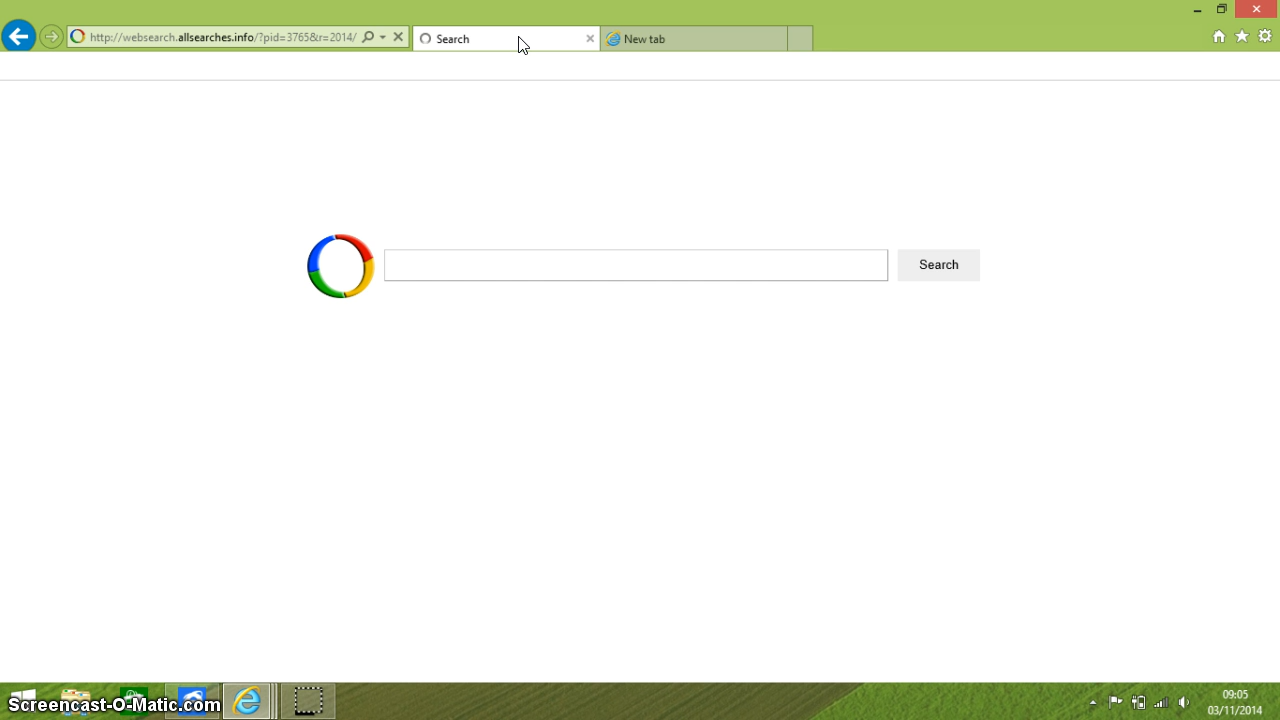 http://websearch.allsearches.info/?pid=3765&r=2014/
Search
New tab
Search
Screencast-O-Matic.com
09:05
03/11/2014